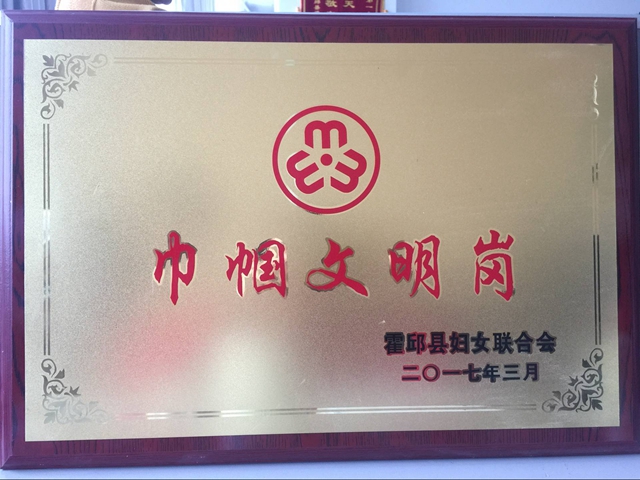 巾帼文明岗
霍邱县妇女联合会
二〇一七年三月